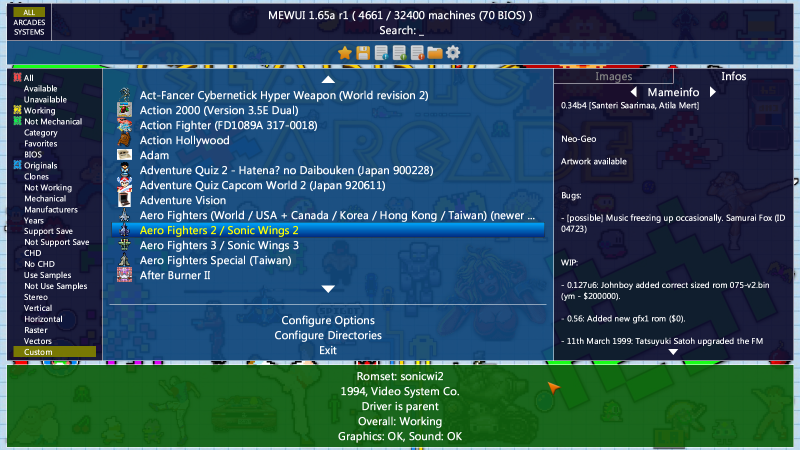 ALL
ARCADES
SYSTEMS
MEWUI 1.65a r1 ( 4661 / 32400 machines (70 BIOS) )
Search: _
All
Available
Unavailable
Working
Not Mechanical
Category
Favorites
BIOS
Originals
Clones
Not Working
Mechanical
Manufacturers
Years
Support Save
Not Support Save
CHD
No CHD
Use Samples
Not Use Samples
Stereo
Vertical
Horizontal
Raster
Vectors
Custom
Act-Fancer Cybernetick Hyper Weapon (World revision 2)
Action 2000 (Version 3.5E Dual)
Action Fighter (FD1089A 317-0018)
Action Hollywood
Adam
Adventure Quiz 2 - Hatena? no Daibouken (Japan 900228)
Adventure Quiz Capcom World 2 (Japan 920611)
Adventure Vision
Aero Fighters (World / USA + Canada / Korea / Hong Kong / Taiwan) (newer ...
Aero Fighters 2 / Sonic Wings 2
Aero Fighters 3 / Sonic Wings 3
Aero Fighters Special (Taiwan)
After Burner II
Configure Options
Configure Directories
Exit
Images
Infos
Mameinfo
0.34b4 [Santeri Saarimaa, Atila Mert]
Neo-Geo
Artwork available
Bugs:
- [possible] Music freezing up occasionally. Samurai Fox (ID
04723)
WIP:
- 0.127u6: Johnboy added correct sized rom 075-v2.bin
(ym - $200000).
- 0.56: Added new gfx1 rom ($0).
- 11th March 1999: Tatsuyuki Satoh upgraded the FM
Romset: sonicwi2
1994, Video System Co.
Driver is parent
Overall: Working
Graphics: OK, Sound: OK